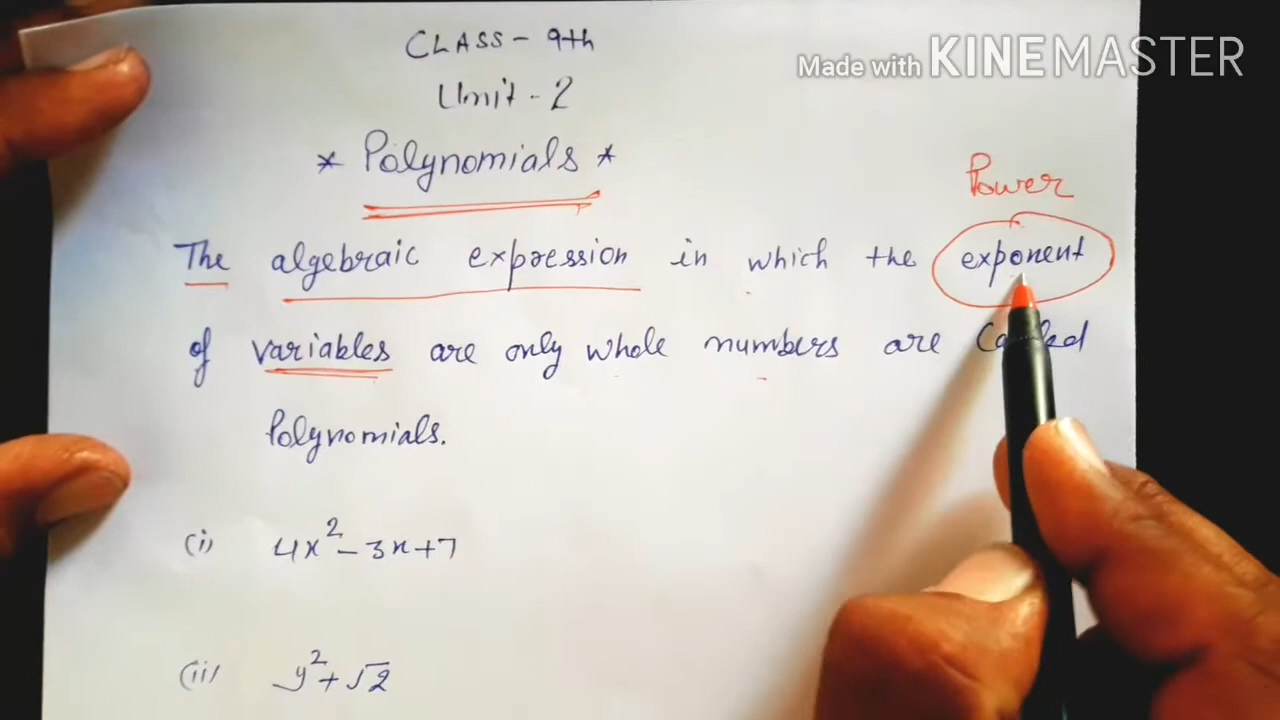 CLASS - 9th
Made with KINEMASTER
Unit - 2
* Polynomials *
Power
The algebraic expression in which the exponent
of variables are only whole numbers are called
Polynomials.
(i) 4x² - 3x + 7
(ii) y² + √2